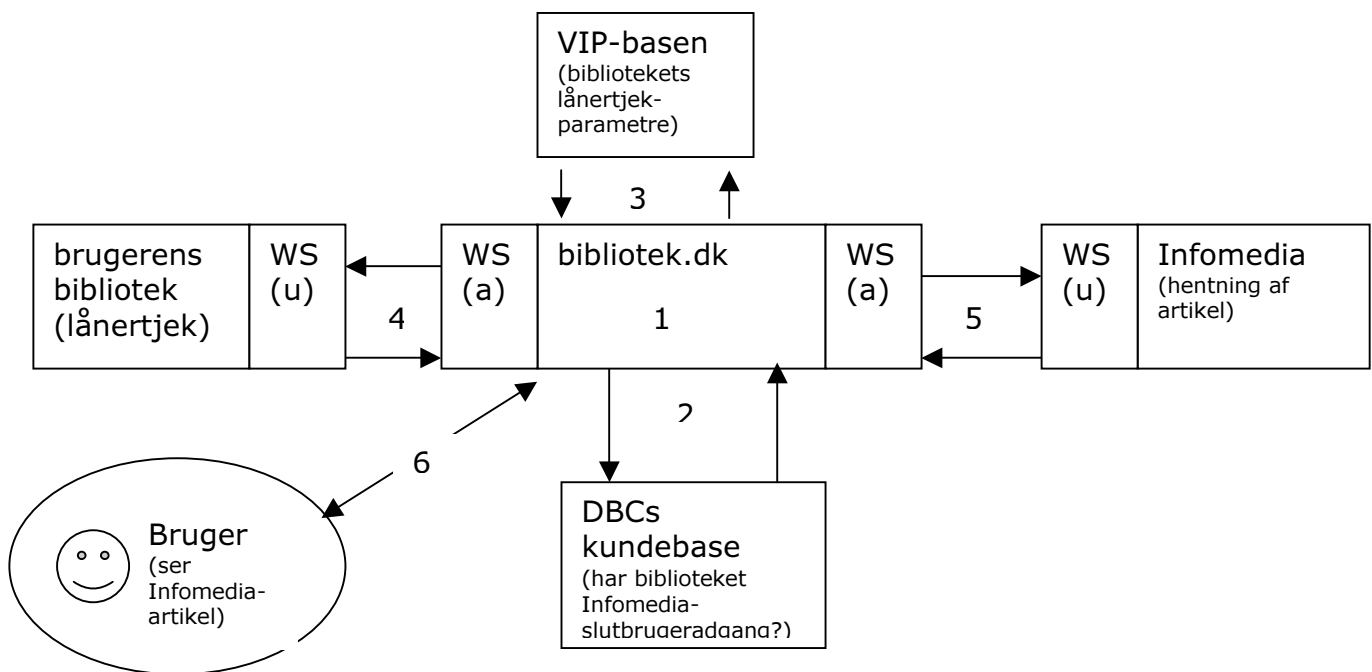 VIP-basen
(bibliotekets
lånertjek-
parametre)
3
brugerens
bibliotek
(lånertjek)
WS
(u)
4
WS
(a)
bibliotek.dk
1
WS
(a)
5
WS
(u)
Infomedia
(hentning af
artikel)
2
6
Bruger
(ser
Infomedia-
artikel)
DBCs
kundebase
(har biblioteket
Infomedia-
slutbrugeradgang?)